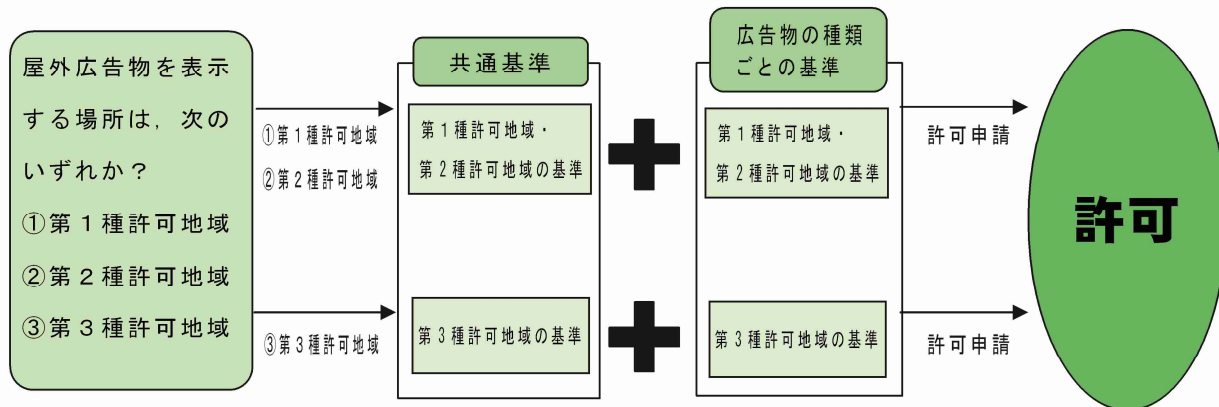 屋外広告物を表示
する場所は，次の
いずれか？
①第１種許可地域
②第２種許可地域
③第３種許可地域
①第１種許可地域
②第２種許可地域
③第３種許可地域
共通基準
第１種許可地域・
第２種許可地域の基準
第３種許可地域の基準
広告物の種類
ごとの基準
第１種許可地域・
第２種許可地域の基準
第３種許可地域の基準
許可申請
許可申請
許可